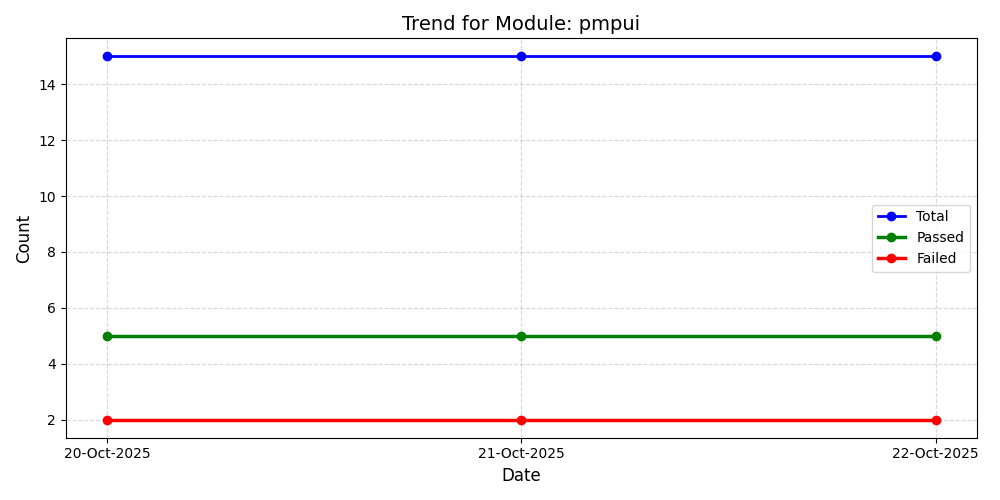 Trend for Module: pmpui
Count
14
12
10
8
6
4
2
Total
Passed
Failed
20-Oct-2025
21-Oct-2025
22-Oct-2025
Date